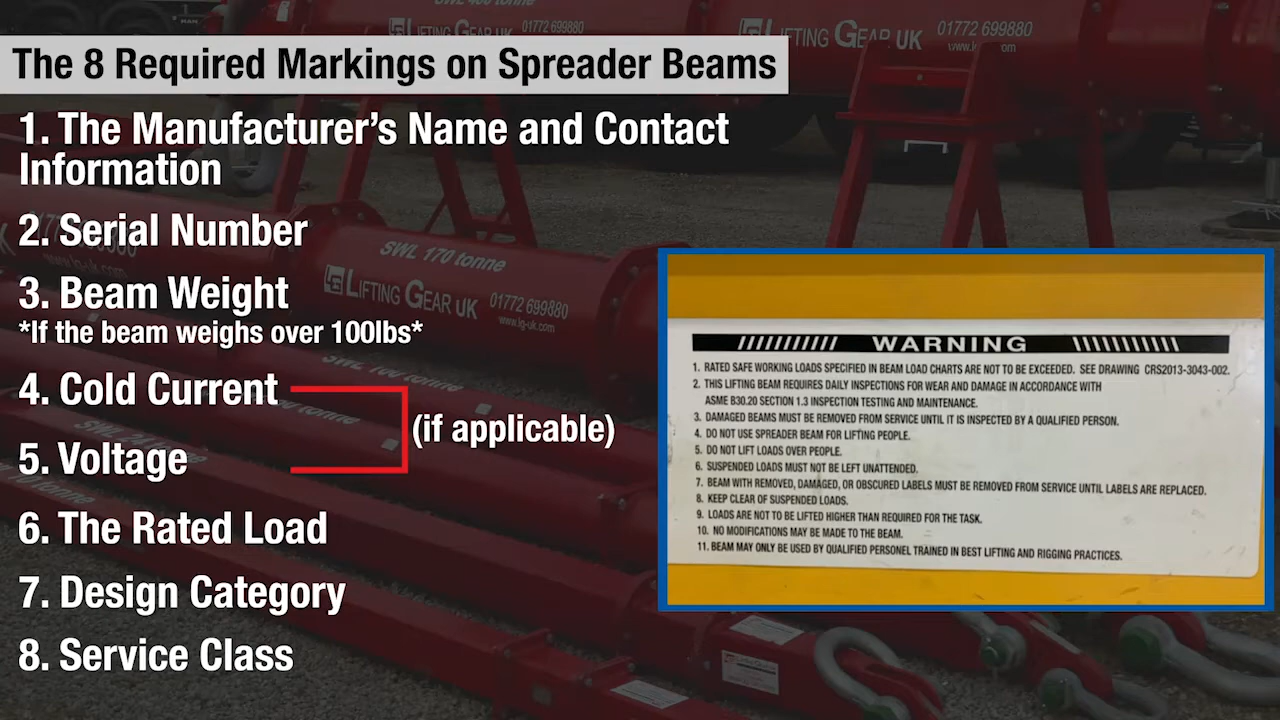 The 8 Required Markings on Spreader Beams
1. The Manufacturer's Name and Contact
Information
2. Serial Number
3. Beam Weight
*If the beam weighs over 100lbs*
4. Cold Current
(if applicable)
5. Voltage
6. The Rated Load
7. Design Category
8. Service Class
WARNING
1. RATED SAFE WORKING LOADS SPECIFIED IN BEAM LOAD CHARTS ARE NOT TO BE EXCEEDED. SEE DRAWING CRS2013-3043-002.
2. THIS LIFTING BEAM REQUIRES DAILY INSPECTIONS FOR WEAR AND DAMAGE IN ACCORDANCE WITH
ASME B30.20 SECTION 1.3 INSPECTION TESTING AND MAINTENANCE.
3. DAMAGED BEAMS MUST BE REMOVED FROM SERVICE UNTIL IT IS INSPECTED BY A QUALIFIED PERSON.
4. DO NOT USE SPREADER BEAM FOR LIFTING PEOPLE.
5. DO NOT LIFT LOADS OVER PEOPLE.
6. SUSPENDED LOADS MUST NOT BE LEFT UNATTENDED.
7. BEAM WITH REMOVED, DAMAGED, OR OBSCURED LABELS MUST BE REMOVED FROM SERVICE UNTIL LABELS ARE REPLACED.
8. KEEP CLEAR OF SUSPENDED LOADS.
9. LOADS ARE NOT TO BE LIFTED HIGHER THAN REQUIRED FOR THE TASK.
10. NO MODIFICATIONS MAY BE MADE TO THE BEAM.
11. BEAM MAY ONLY BE USED BY QUALIFIED PERSONEL TRAINED IN BEST LIFTING AND RIGGING PRACTICES.
MAN
LIFTING GEAR UK 01772 699880
LIFTING GEAR UK 01772 699880
SWL 170 tonne
LG LIFTING GEAR UK 01772 699880
www.lg-uk.com